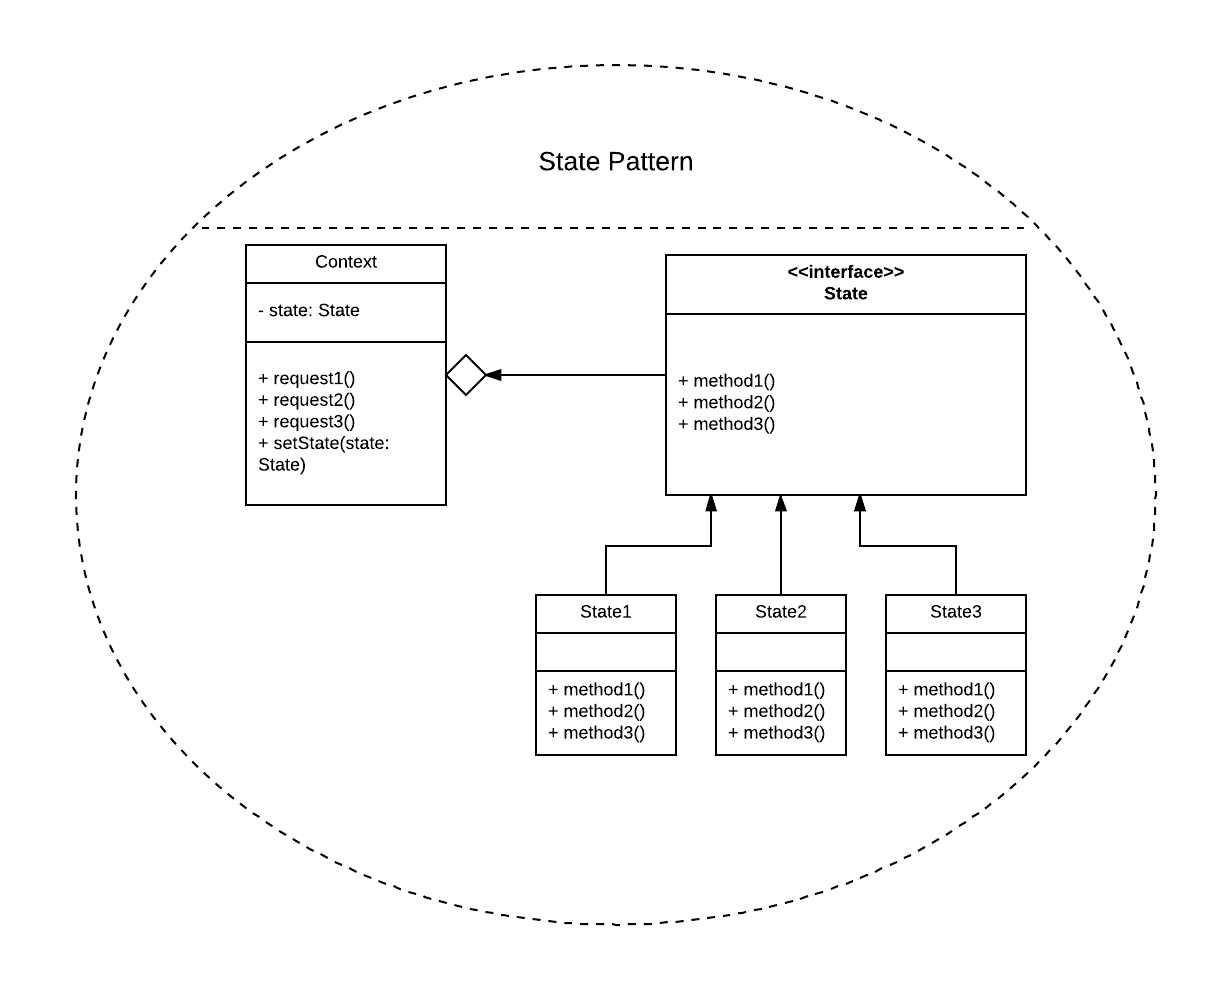 State Pattern
Context
- state: State
+ request1()
+ request2()
+ request3()
+ setState(state:
State)
<<interface>>
State
+ method1()
+ method2()
+ method3()
State1
+ method1()
+ method2()
+ method3()
State2
+ method1()
+ method2()
+ method3()
State3
+ method1()
+ method2()
+ method3()